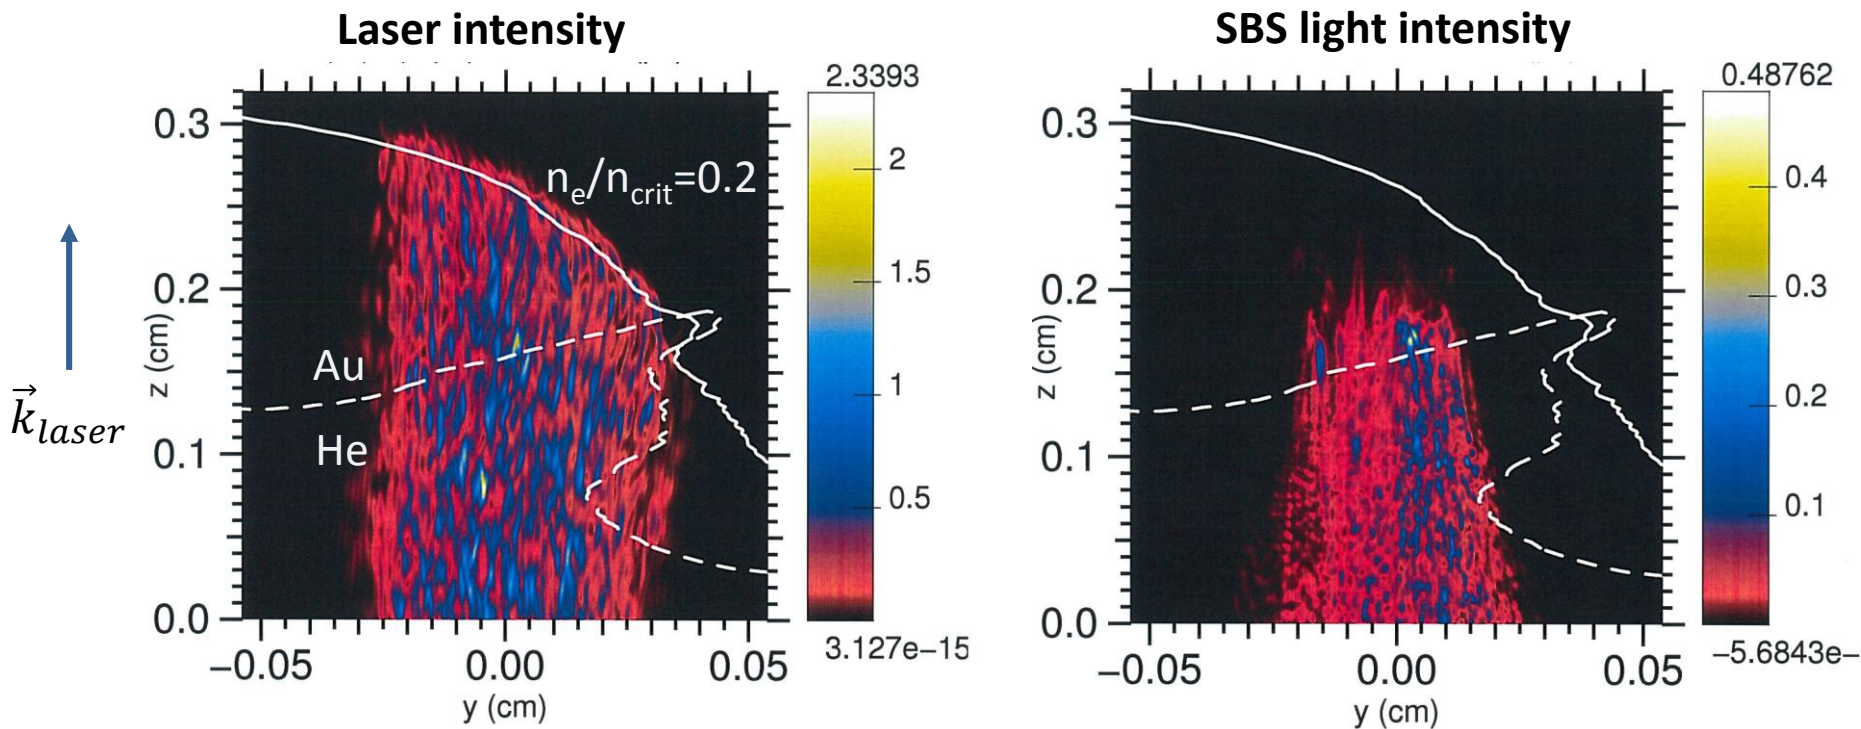 Laser intensity
SBS light intensity
2.3393
0.48762
0.3
0.2
0.1
0.0
z (cm)
−0.05
0.00
0.05
y (cm)
nₑ/n_crit=0.2
Au
He
k⃗_laser
2
1.5
1
0.5
3.127e−15
0.3
0.2
0.1
0.0
z (cm)
−0.05
0.00
0.05
y (cm)
0.4
0.3
0.2
0.1
−5.6843e−